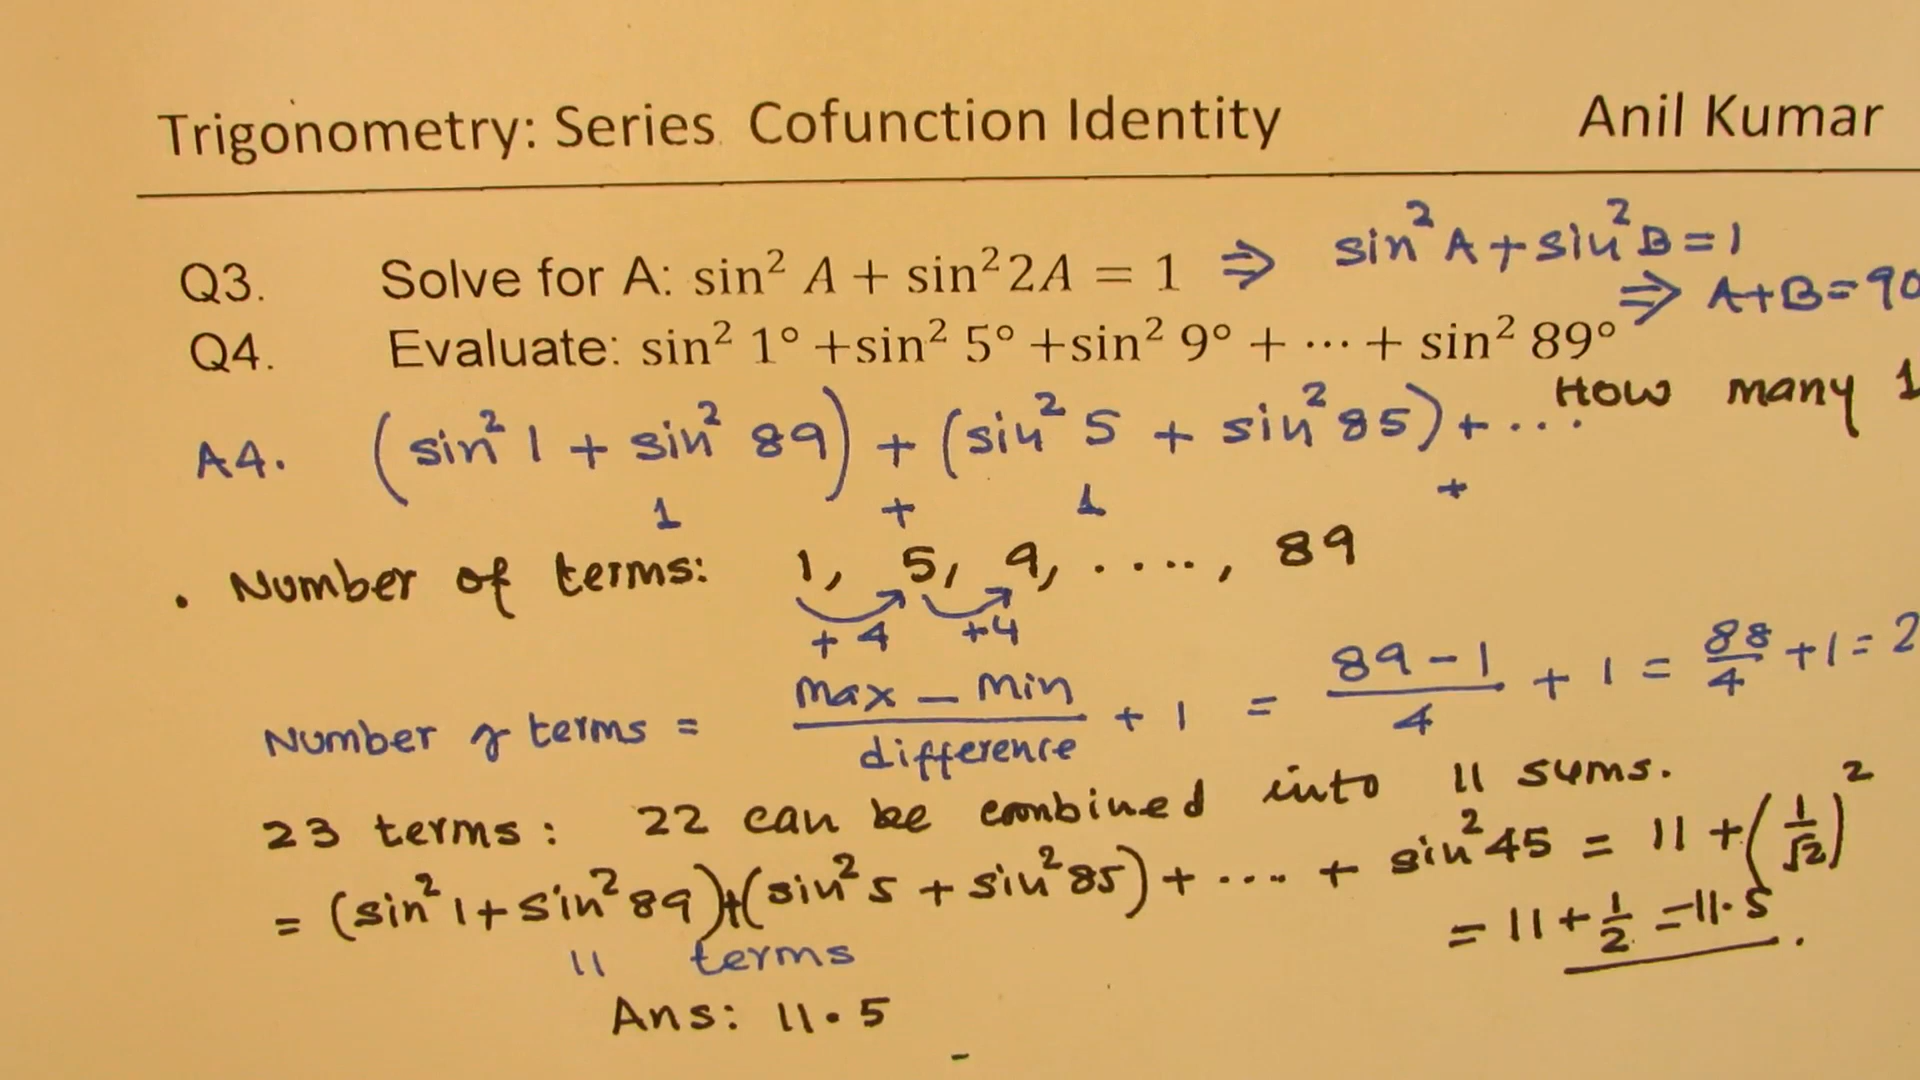 Trigonometry: Series Cofunction Identity Anil Kumar
Q3. Solve for A: sin² A + sin² 2A = 1 ⇒ sin² A + sin² B = 1
⇒ A+B=90
Q4. Evaluate: sin² 1° +sin² 5° +sin² 9° + ⋯ + sin² 89°
How many 1
A4. (sin² 1 + sin² 89) + (sin² 5 + sin² 85) + ....
1 + 1 +
. Number of terms: 1, 5, 9, ....., 89
+4 +4
Number of terms = (max − min)/difference + 1 = (89 − 1)/4 + 1 = 88/4 + 1 = 2
23 terms: 22 can be combined into 11 sums.
= (sin² 1 + sin² 89) + (sin² 5 + sin² 85) + .... + sin² 45 = 11 + (1/√2)²
11 terms
= 11 + 1/2 = 11.5.
Ans: 11.5